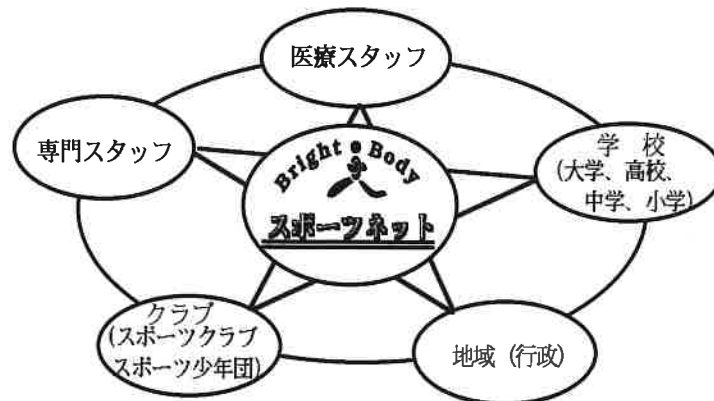 医療スタッフ
専門スタッフ
Bright Body
スポーツネット
学 校
(大学、高校、
中学、小学)
クラブ
(スポーツクラブ
スポーツ少年団)
地域 (行政)